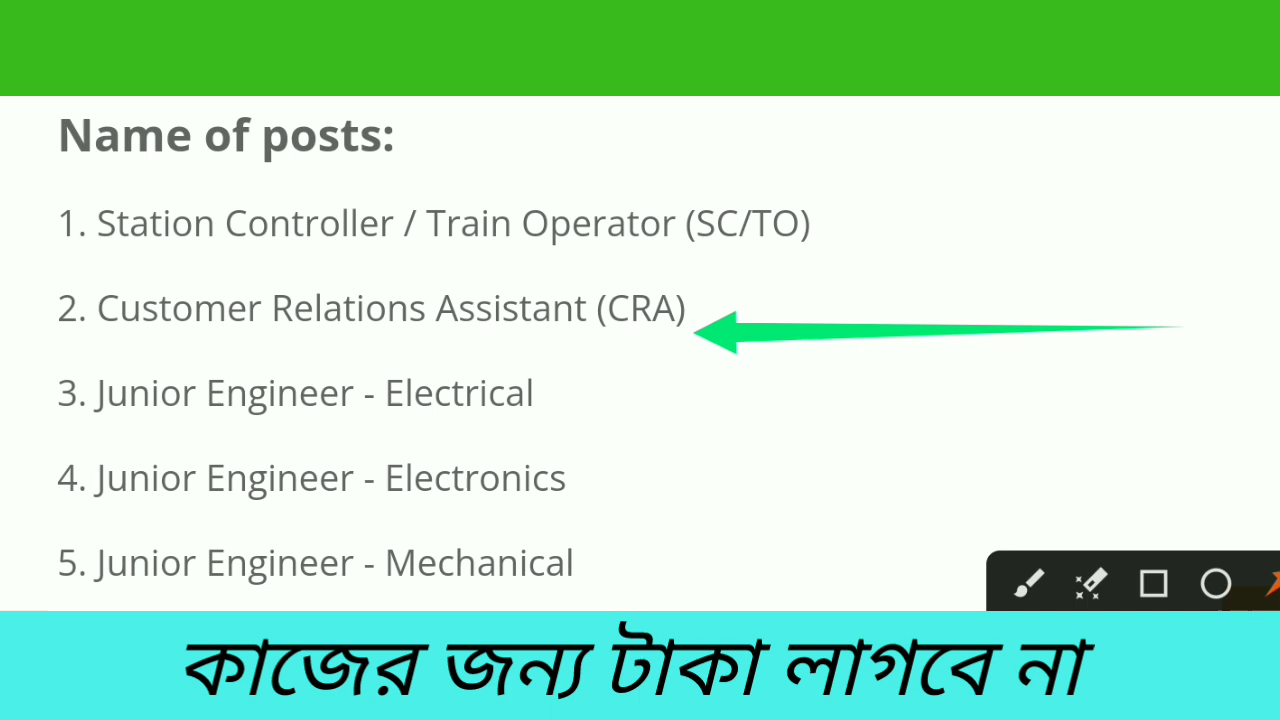 Name of posts:
1. Station Controller / Train Operator (SC/TO)
2. Customer Relations Assistant (CRA)
3. Junior Engineer - Electrical
4. Junior Engineer - Electronics
5. Junior Engineer - Mechanical
কাজের জন্য টাকা লাগবে না